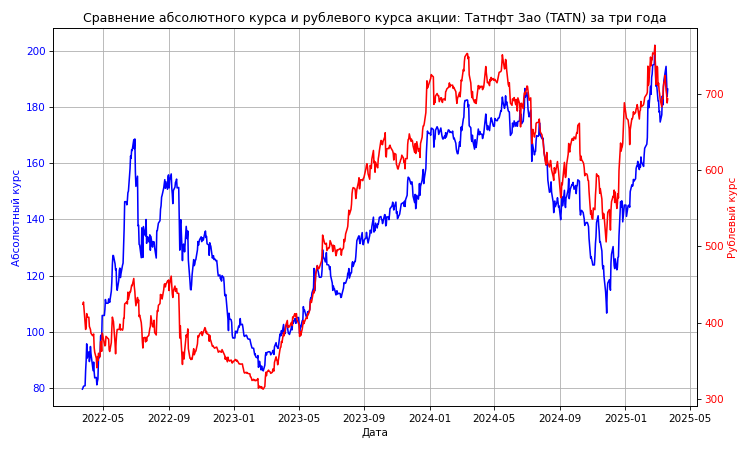 Сравнение абсолютного курса и рублевого курса акции: Татнфт 3ао (TATN) за три года
Абсолютный курс
200
180
160
140
120
100
80
700
600
500
400
300
Рублевый курс
2022-05 2022-09 2023-01 2023-05 2023-09 2024-01 2024-05 2024-09 2025-01 2025-05
Дата